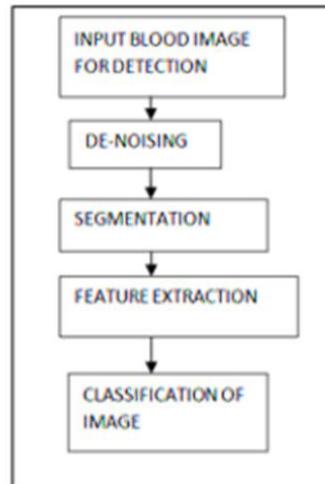 INPUT BLOOD IMAGE
FOR DETECTION
DE-NOISING
SEGMENTATION
FEATURE EXTRACTION
CLASSIFICATION OF
IMAGE